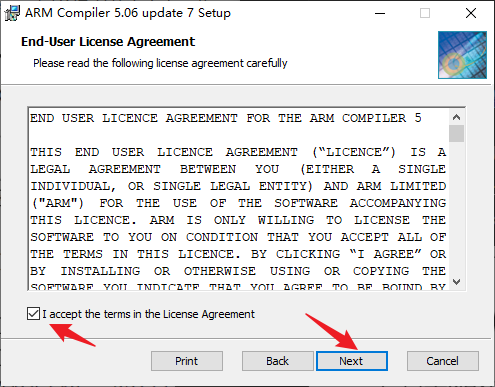 ARM Compiler 5.06 update 7 Setup
End-User License Agreement
Please read the following license agreement carefully
END USER LICENCE AGREEMENT FOR THE ARM COMPILER 5
THIS END USER LICENCE AGREEMENT (“LICENCE”) IS A
LEGAL AGREEMENT BETWEEN YOU (EITHER A SINGLE
INDIVIDUAL, OR SINGLE LEGAL ENTITY) AND ARM LIMITED
("ARM") FOR THE USE OF THE SOFTWARE ACCOMPANYING
THIS LICENCE. ARM IS ONLY WILLING TO LICENSE THE
SOFTWARE TO YOU ON CONDITION THAT YOU ACCEPT ALL OF
THE TERMS IN THIS LICENCE. BY CLICKING “I AGREE” OR
BY INSTALLING OR OTHERWISE USING OR COPYING THE
SOFTWARE YOU INDICATE THAT YOU AGREE TO BE BOUND BY
I accept the terms in the License Agreement
Print Back Next Cancel